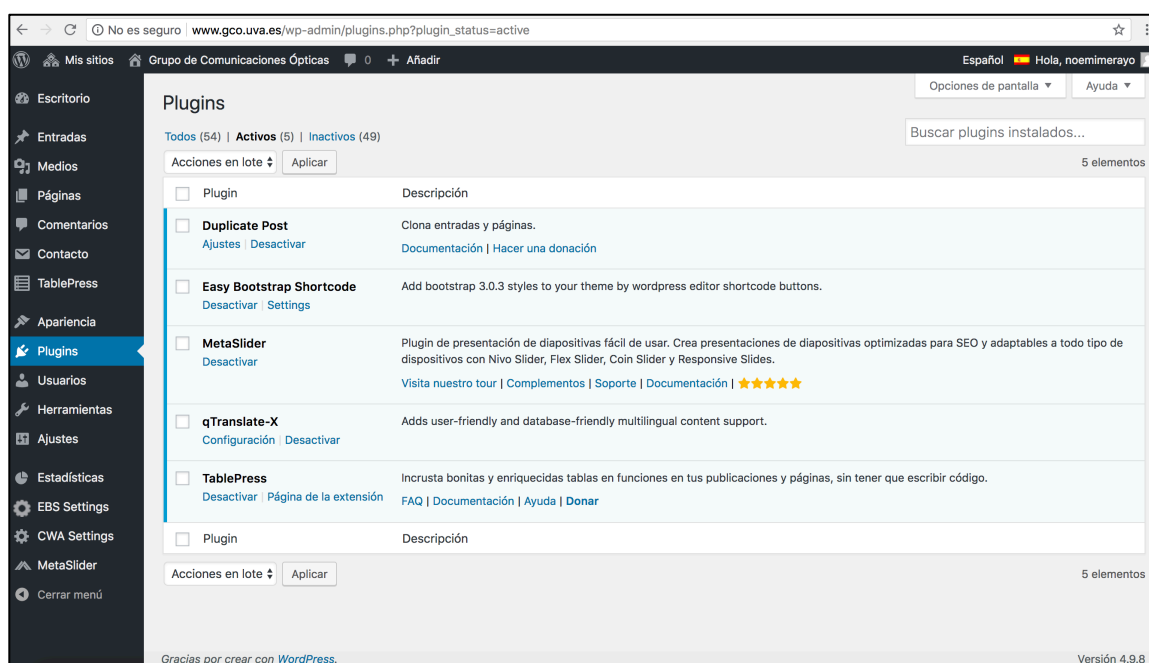 No es seguro www.gco.uva.es/wp-admin/plugins.php?plugin_status=active
Mis sitios Grupo de Comunicaciones Ópticas 0 + Añadir Español Hola, noemimerayo
Escritorio
Entradas
Medios
Páginas
Comentarios
Contacto
TablePress
Apariencia
Plugins
Usuarios
Herramientas
Ajustes
Estadísticas
EBS Settings
CWA Settings
MetaSlider
Cerrar menú
Opciones de pantalla Ayuda
Plugins
Todos (54) | Activos (5) | Inactivos (49)
Buscar plugins instalados...
Acciones en lote Aplicar 5 elementos
Plugin Descripción
Duplicate Post Clona entradas y páginas.
Ajustes | Desactivar Documentación | Hacer una donación
Easy Bootstrap Shortcode Add bootstrap 3.0.3 styles to your theme by wordpress editor shortcode buttons.
Desactivar | Settings
MetaSlider Plugin de presentación de diapositivas fácil de usar. Crea presentaciones de diapositivas optimizadas para SEO y adaptables a todo tipo de
Desactivar dispositivos con Nivo Slider, Flex Slider, Coin Slider y Responsive Slides.
Visita nuestro tour | Complementos | Soporte | Documentación |
qTranslate-X Adds user-friendly and database-friendly multilingual content support.
Configuración | Desactivar
TablePress Incrusta bonitas y enriquecidas tablas en funciones en tus publicaciones y páginas, sin tener que escribir código.
Desactivar | Página de la extensión FAQ | Documentación | Ayuda | Donar
Plugin Descripción
Acciones en lote Aplicar 5 elementos
Gracias por crear con WordPress. Versión 4.9.8